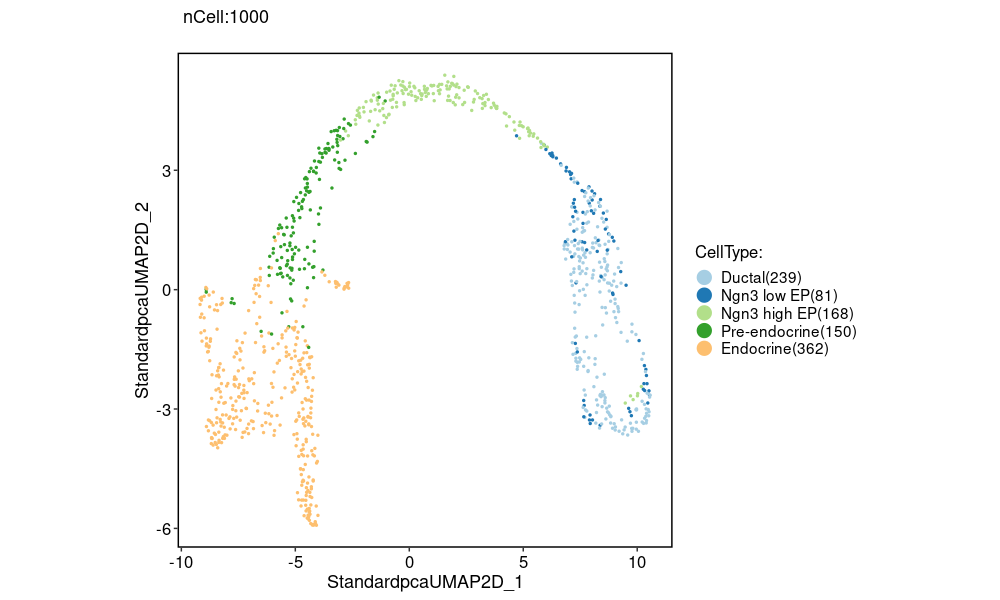 nCell:1000
StandardpcaUMAP2D_2
3
0
-3
-6
-10
-5
0
5
10
StandardpcaUMAP2D_1
CellType:
Ductal(239)
Ngn3 low EP(81)
Ngn3 high EP(168)
Pre-endocrine(150)
Endocrine(362)